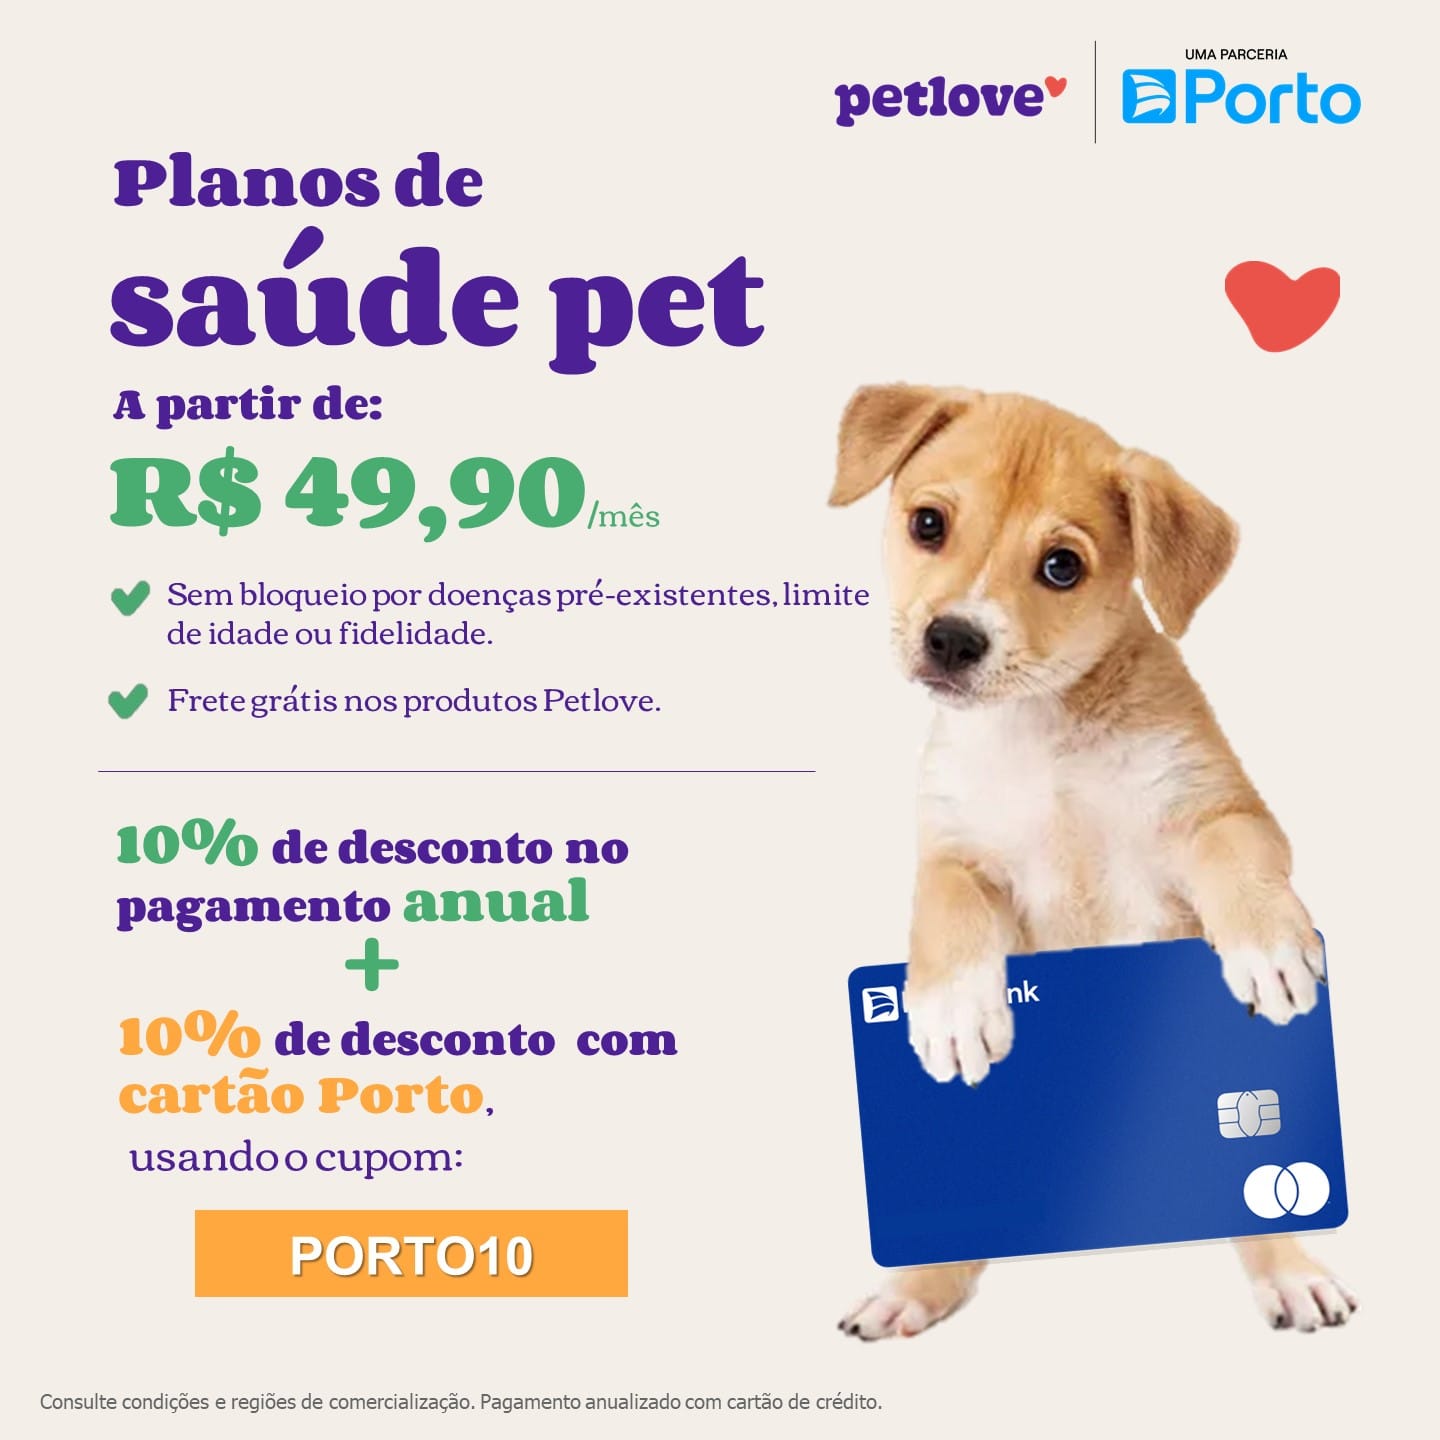 petlove
UMA PARCERIA
Porto
Planos de
saúde pet
A partir de:
R$ 49,90/mês
Sem bloqueio por doenças pré-existentes, limite
de idade ou fidelidade.
Frete grátis nos produtos Petlove.
10% de desconto no
pagamento anual
+
10% de desconto com
cartão Porto,
usando o cupom:
PORTO10
nk
Consulte condições e regiões de comercialização. Pagamento anualizado com cartão de crédito.